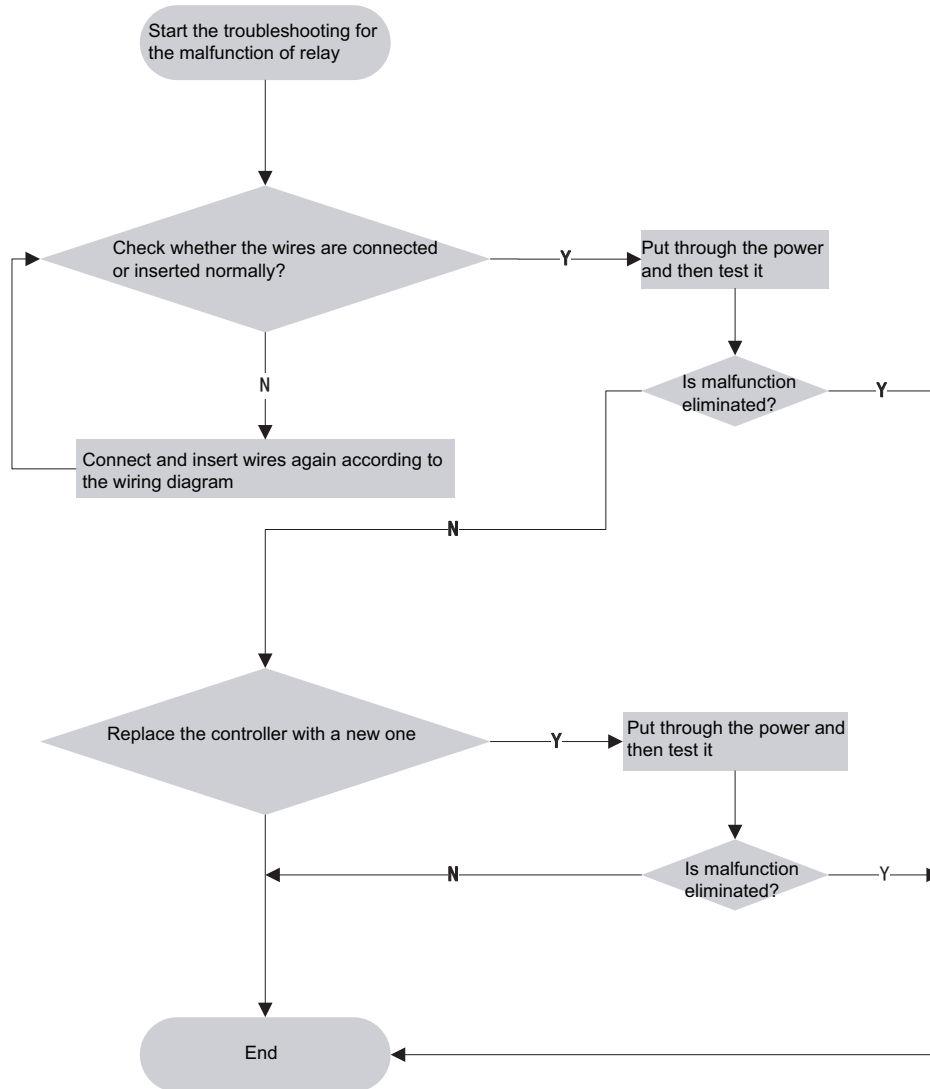 Start the troubleshooting for
the malfunction of relay
Check whether the wires are connected
or inserted normally?
Y
Put through the power
and then test it
N
Is malfunction
eliminated?
Y
Connect and insert wires again according to
the wiring diagram
N
Replace the controller with a new one
Y
Put through the power and
then test it
Is malfunction
eliminated?
N
Y
End